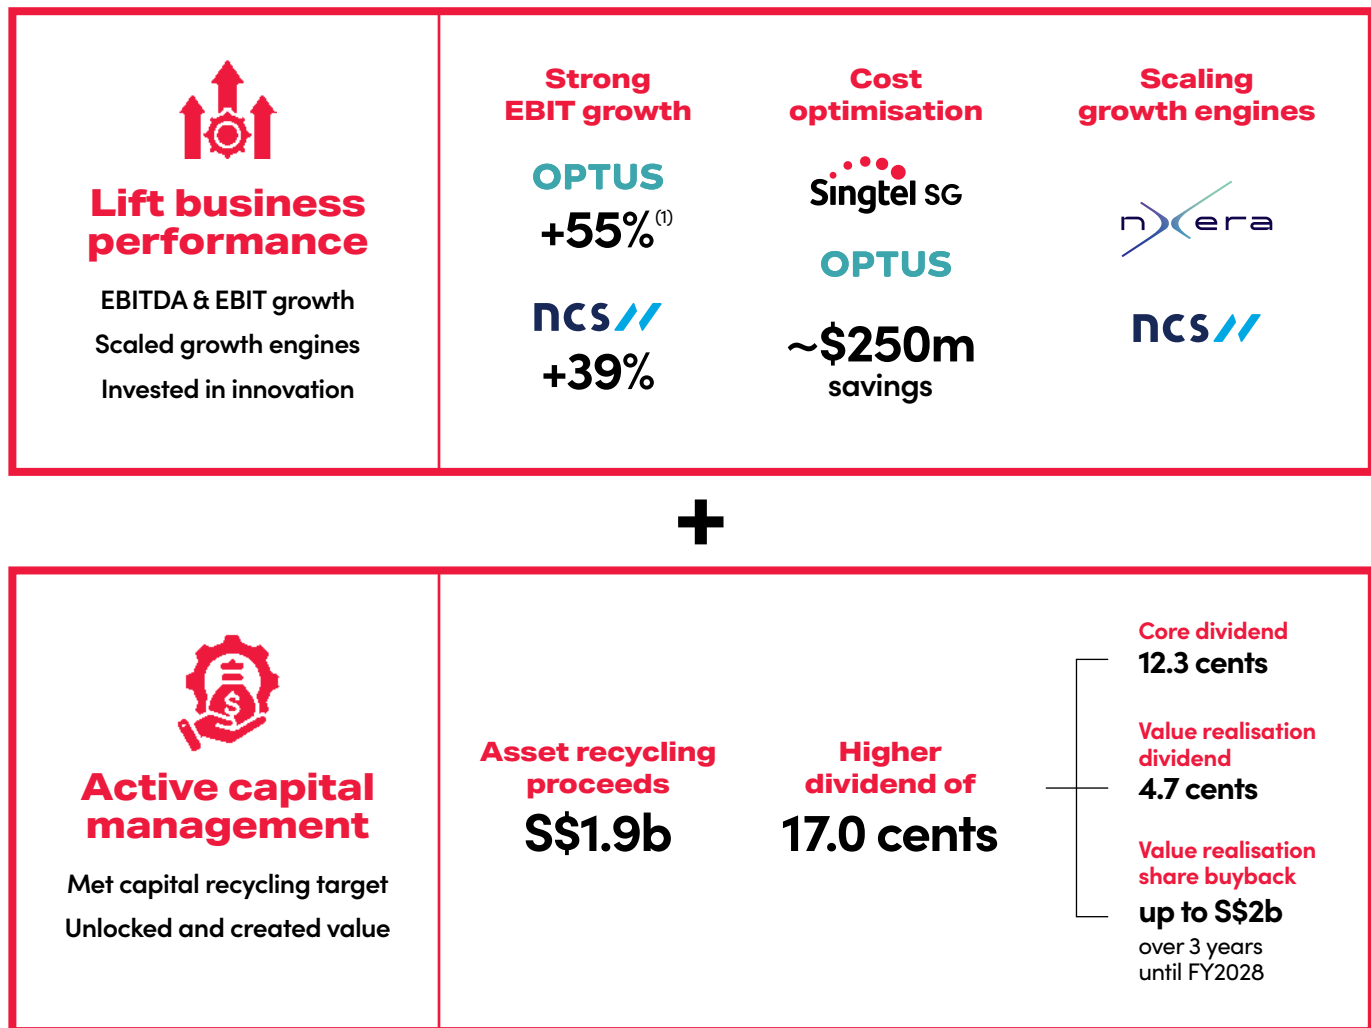 Lift business
performance
EBITDA & EBIT growth
Scaled growth engines
Invested in innovation
Strong
EBIT growth
OPTUS
+55%(1)
ncs
+39%
Cost
optimisation
Singtel SG
OPTUS
~$250m
savings
Scaling
growth engines
nxera
ncs
+
$
Active capital
management
Met capital recycling target
Unlocked and created value
Asset recycling
proceeds
S$1.9b
Higher
dividend of
17.0 cents
Core dividend
12.3 cents
Value realisation
dividend
4.7 cents
Value realisation
share buyback
up to S$2b
over 3 years
until FY2028